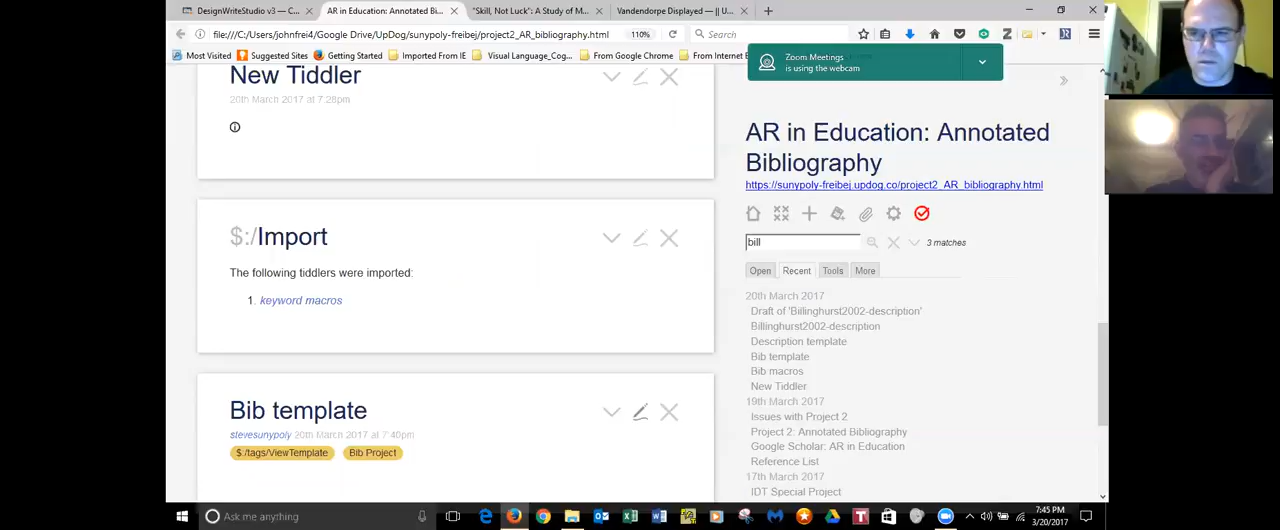 DesignWriteStudio v3 — C...
AR in Education: Annotated Bi...
"Skill, Not Luck": A Study of M...
Vandendorpe Displayed — || U...
file:///C:/Users/johnfrei4/Google Drive/UpDog/sunypoly-freibej/project2_AR_bibliography.html
110%
Search
Most Visited
Suggested Sites
Getting Started
Imported From IE
Visual Language_Cog...
From Google Chrome
From Internet E
Zoom Meetings
is using the webcam
New Tiddler
20th March 2017 at 7:28pm
$:/Import
The following tiddlers were imported:
1. keyword macros
Bib template
stevesunypoly 20th March 2017 at 7:40pm
$:/tags/ViewTemplate
Bib Project
AR in Education: Annotated
Bibliography
https://sunypoly-freibej.updog.co/project2_AR_bibliography.html
bill
3 matches
Open
Recent
Tools
More
20th March 2017
Draft of 'Billinghurst2002-description'
Billinghurst2002-description
Description template
Bib template
Bib macros
New Tiddler
19th March 2017
Issues with Project 2
Project 2: Annotated Bibliography
Google Scholar: AR in Education
Reference List
17th March 2017
IDT Special Project
Ask me anything
7:45 PM
3/20/2017